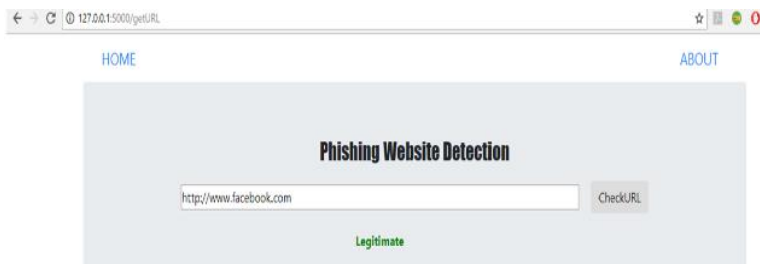 127.0.0.1:5000/getURL
HOME ABOUT
Phishing Website Detection
http://www.facebook.com CheckURL
Legitimate